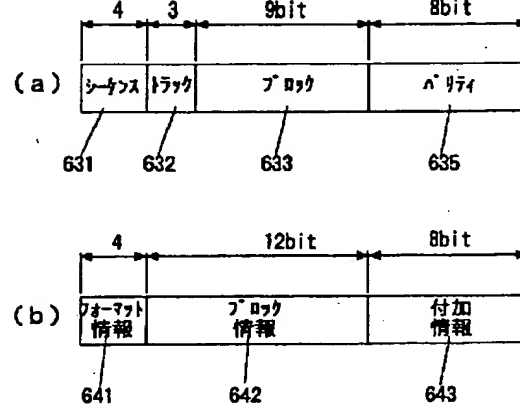 4 3 9bit 8bit
(a) シーケンス トラック ブロック パリティ
631 632 633 635
4 12bit 8bit
(b) フォーマット ブロック 付加
情報 情報 情報
641 642 643